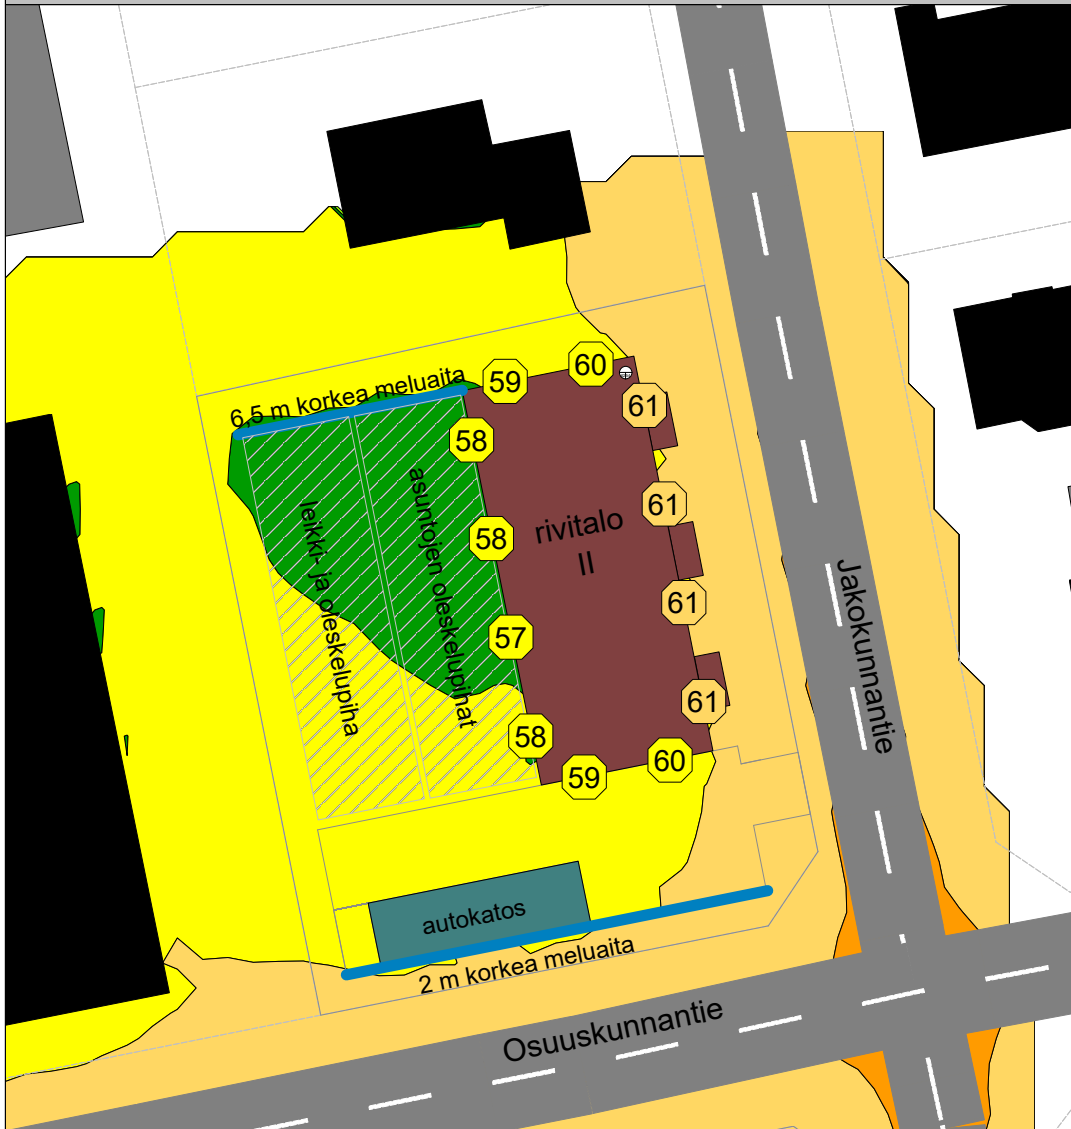 6,5 m korkea meluaita
59
60
61
58
leikki- ja oleskelupiha
asuntojen oleskelupihat
rivitalo
II
61
58
61
57
61
58
60
59
Jakokunnantie
autokatos
2 m korkea meluaita
Osuuskunnantie